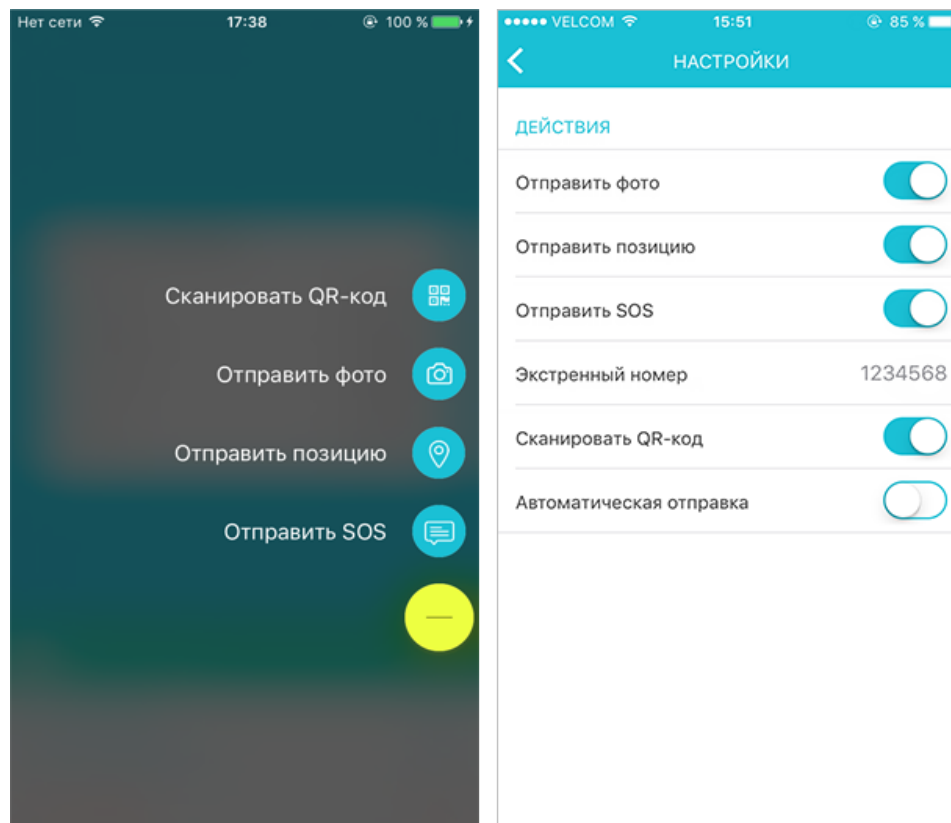 Нет сети 17:38 100 %
Сканировать QR-код
Отправить фото
Отправить позицию
Отправить SOS
VELCOM 15:51 85 %
НАСТРОЙКИ
ДЕЙСТВИЯ
Отправить фото
Отправить позицию
Отправить SOS
Экстренный номер 1234568
Сканировать QR-код
Автоматическая отправка